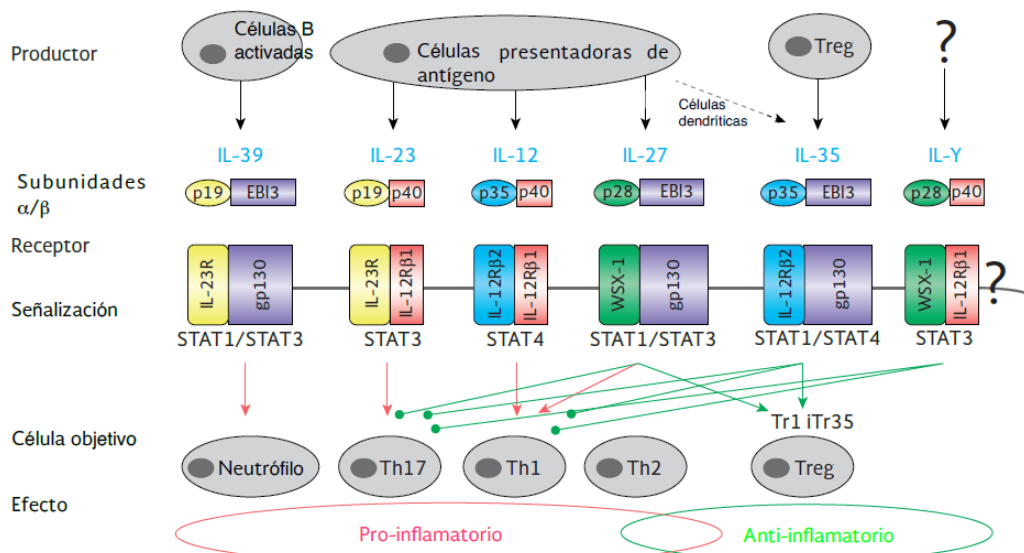 Productor
Células B
activadas
Células presentadoras de
antígeno
Treg
?
Células
dendríticas
IL-39
IL-23
IL-12
IL-27
IL-35
IL-Y
Subunidades
α/β
p19 EBI3
p19 p40
p35 p40
p28 EBI3
p35 EBI3
p28 p40
Receptor
IL-23R gp130
IL-23R IL-12Rβ1
IL-12Rβ2 IL-12Rβ1
WSX-1 gp130
IL-12Rβ2 gp130
WSX-1 IL-12Rβ1
?
Señalización
STAT1/STAT3
STAT3
STAT4
STAT1/STAT3
STAT1/STAT4
STAT3
Tr1 iTr35
Célula objetivo
Neutrófilo
Th17
Th1
Th2
Treg
Efecto
Pro-inflamatorio
Anti-inflamatorio